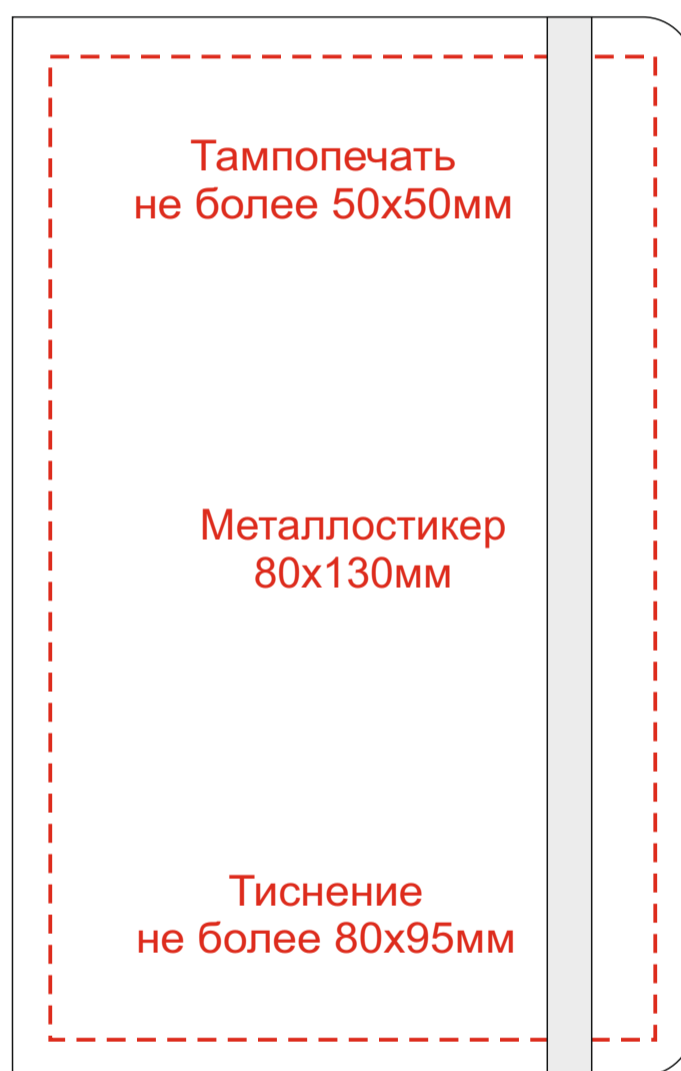 Тампопечать
не более 50х50мм
Металлостикер
80х130мм
Тиснение
не более 80х95мм